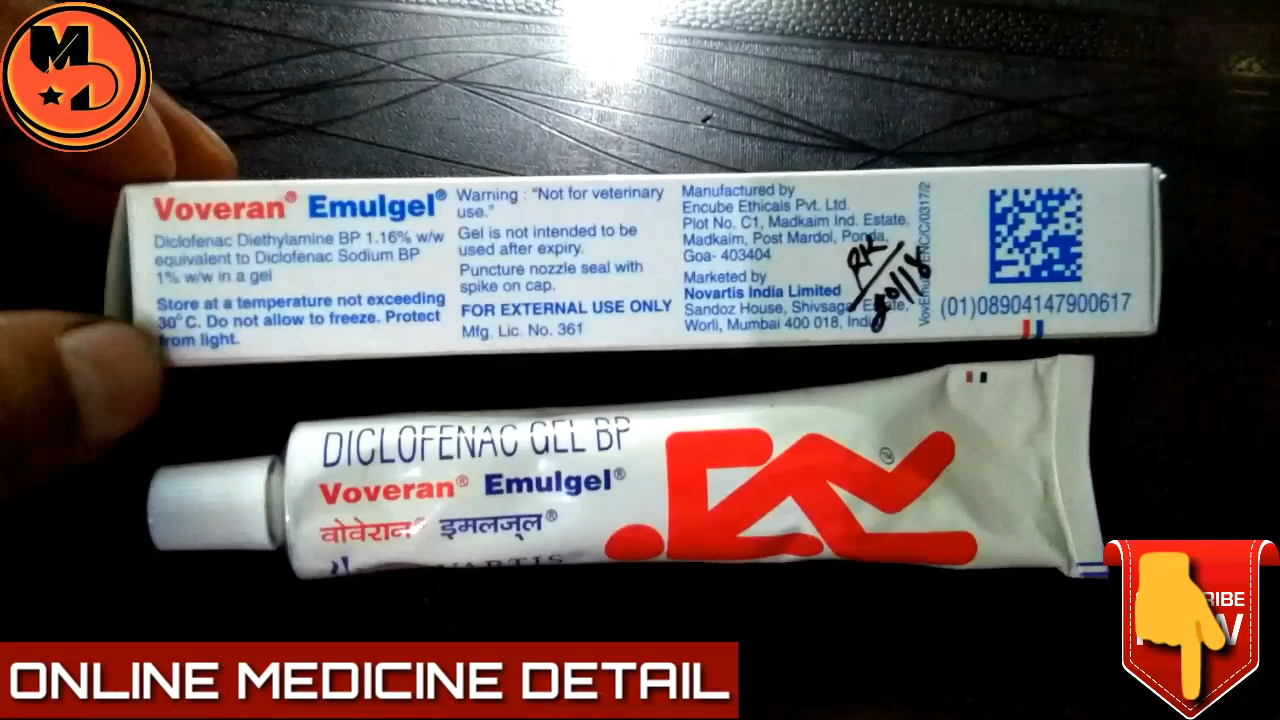 MD
Voveran® Emulgel®
Diclofenac Diethylamine BP 1.16% w/w
equivalent to Diclofenac Sodium BP
1% w/w in a gel
Store at a temperature not exceeding
30°C. Do not allow to freeze. Protect
from light.
Warning : "Not for veterinary
use."
Gel is not intended to be
used after expiry.
Puncture nozzle seal with
spike on cap.
FOR EXTERNAL USE ONLY
Mfg. Lic. No. 361
Manufactured by
Encube Ethicals Pvt. Ltd.
Plot No. C1, Madkaim Ind. Estate,
Madkaim, Post Mardol, Ponda,
Goa- 403404
Marketed by
Novartis India Limited
Sandoz House, Shivsagar Estate,
Worli, Mumbai 400 018, India
RK
(01)08904147900617
DICLOFENAC GEL BP
Voveran® Emulgel®
वोवेरान® इमलजूल®
TM
ONLINE MEDICINE DETAIL